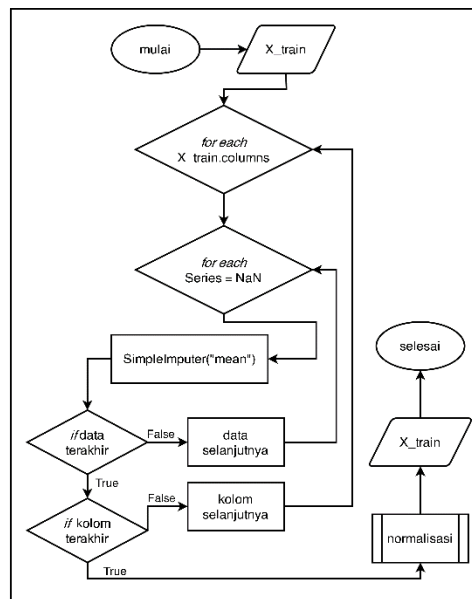 mulai
X_train
for each
X train.columns
for each
Series = NaN
SimpleImputer("mean")
if data
terakhir
False
data
selanjutnya
True
if kolom
terakhir
False
kolom
selanjutnya
True
normalisasi
X_train
selesai